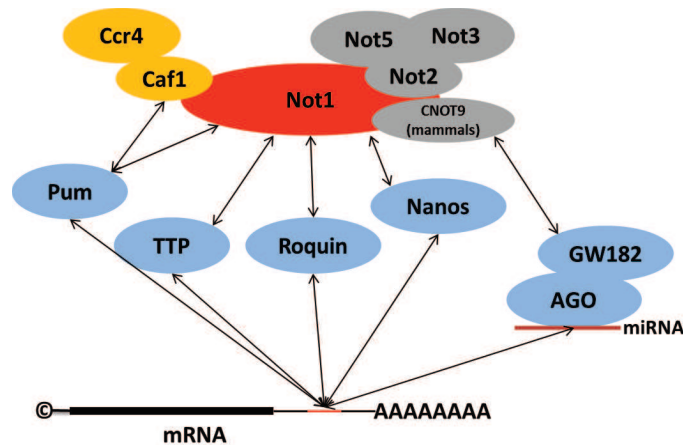 Ccr4
Not5
Not3
Caf1
Not2
Not1
CNOT9
(mammals)
Pum
Nanos
TTP
Roquin
GW182
AGO
miRNA
©
AAAAAAAA
mRNA